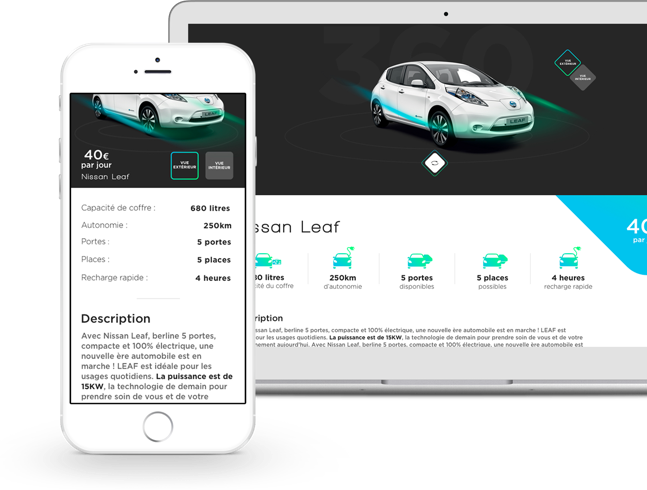 40€
par jour
Nissan Leaf
VUE
EXTÉRIEUR
VUE
INTÉRIEUR
Capacité de coffre :
680 litres
Autonomie :
250km
Portes :
5 portes
Places :
5 places
Recharge rapide :
4 heures
Description
Avec Nissan Leaf, berline 5 portes,
compacte et 100% électrique, une
nouvelle ère automobile est en
marche ! LEAF est idéale pour les
usages quotidiens. La puissance est de
15KW, la technologie de demain pour
prendre soin de vous et de votre
360
VUE
EXTÉRIEUR
VUE
INTÉRIEUR
LEAF
ssan Leaf
40
par
80 litres
cité du coffre
250km
d'autonomie
5 portes
disponibles
5 places
possibles
4 heures
recharge rapide
ription
ssan Leaf, berline 5 portes, compacte et 100% électrique, une nouvelle ère automobile est en marche ! LEAF est
our les usages quotidiens. La puissance est de 15KW, la technologie de demain pour prendre soin de vous et de votre
nement aujourd'hui. Avec Nissan Leaf, berline 5 portes, compacte et 100% électrique, une nouvelle ère automobile est